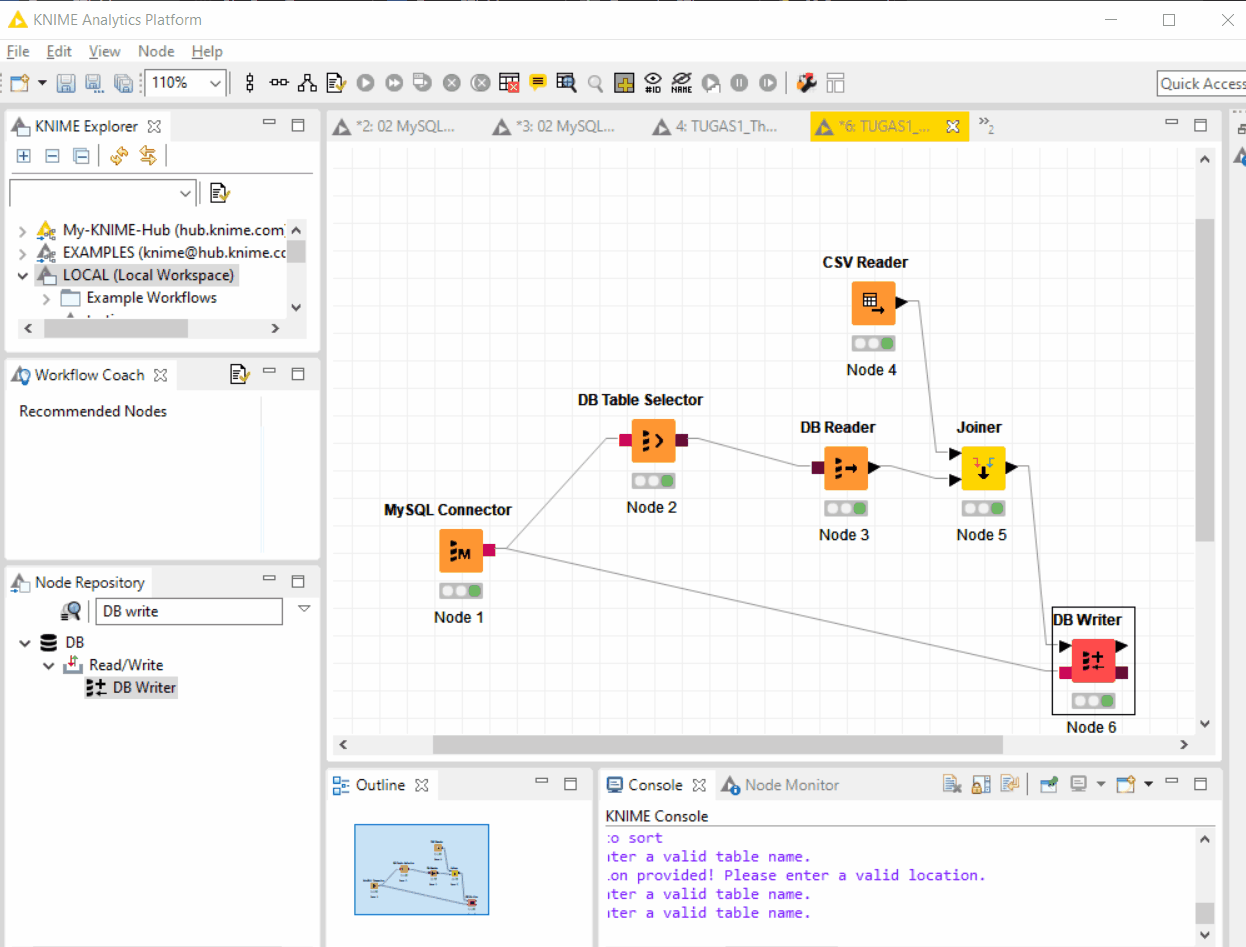 KNIME Analytics Platform
File Edit View Node Help
110%
#ID
NAME
Quick Access
KNIME Explorer
*2: 02 MySQL...
*3: 02 MySQL...
4: TUGAS1_Th...
*6: TUGAS1_...
2
My-KNIME-Hub (hub.knime.com)
EXAMPLES (knime@hub.knime.co
LOCAL (Local Workspace)
Example Workflows
Workflow Coach
Recommended Nodes
Node Repository
DB write
DB
Read/Write
DB Writer
CSV Reader
Node 4
DB Table Selector
Node 2
DB Reader
Node 3
Joiner
Node 5
MySQL Connector
M
Node 1
DB Writer
Node 6
Outline
Console
Node Monitor
KNIME Console
to sort
nter a valid table name.
ion provided! Please enter a valid location.
nter a valid table name.
nter a valid table name.